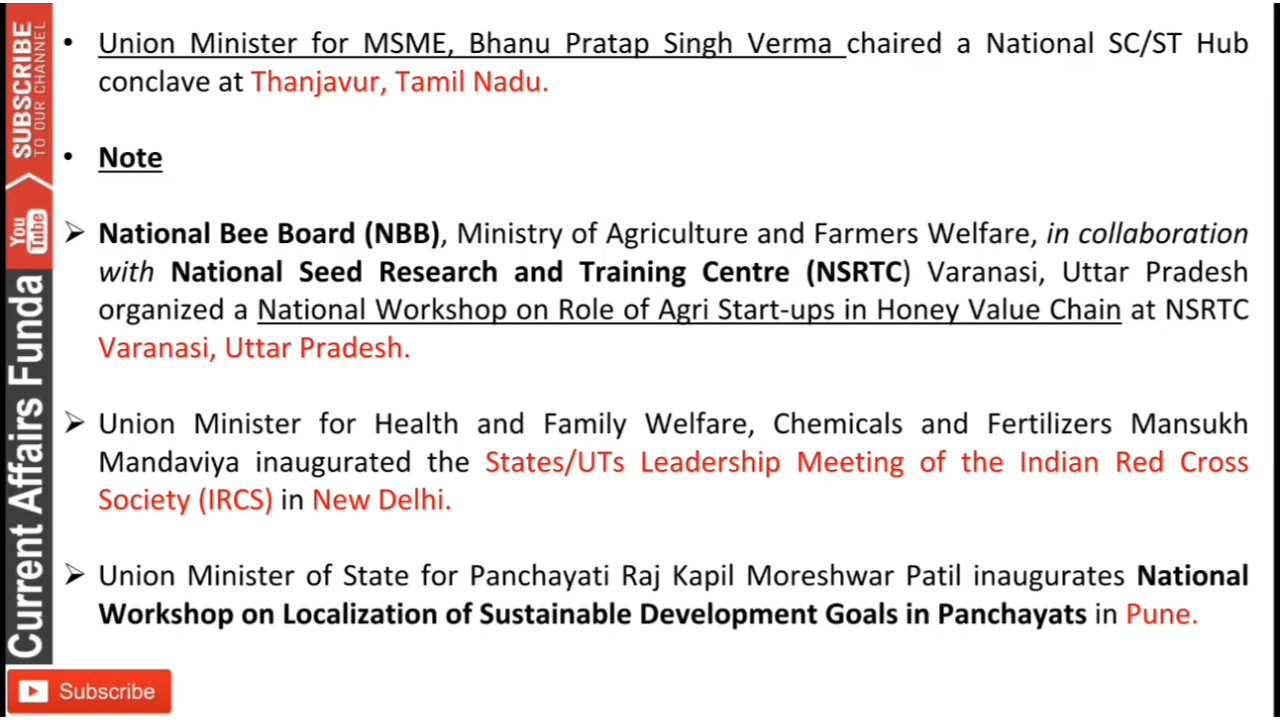 • Union Minister for MSME, Bhanu Pratap Singh Verma chaired a National SC/ST Hub
conclave at Thanjavur, Tamil Nadu.
• Note
➢ National Bee Board (NBB), Ministry of Agriculture and Farmers Welfare, in collaboration
with National Seed Research and Training Centre (NSRTC) Varanasi, Uttar Pradesh
organized a National Workshop on Role of Agri Start-ups in Honey Value Chain at NSRTC
Varanasi, Uttar Pradesh.
➢ Union Minister for Health and Family Welfare, Chemicals and Fertilizers Mansukh
Mandaviya inaugurated the States/UTs Leadership Meeting of the Indian Red Cross
Society (IRCS) in New Delhi.
➢ Union Minister of State for Panchayati Raj Kapil Moreshwar Patil inaugurates National
Workshop on Localization of Sustainable Development Goals in Panchayats in Pune.
SUBSCRIBE
TO OUR CHANNEL
You
Tube
Current Affairs Funda
Subscribe